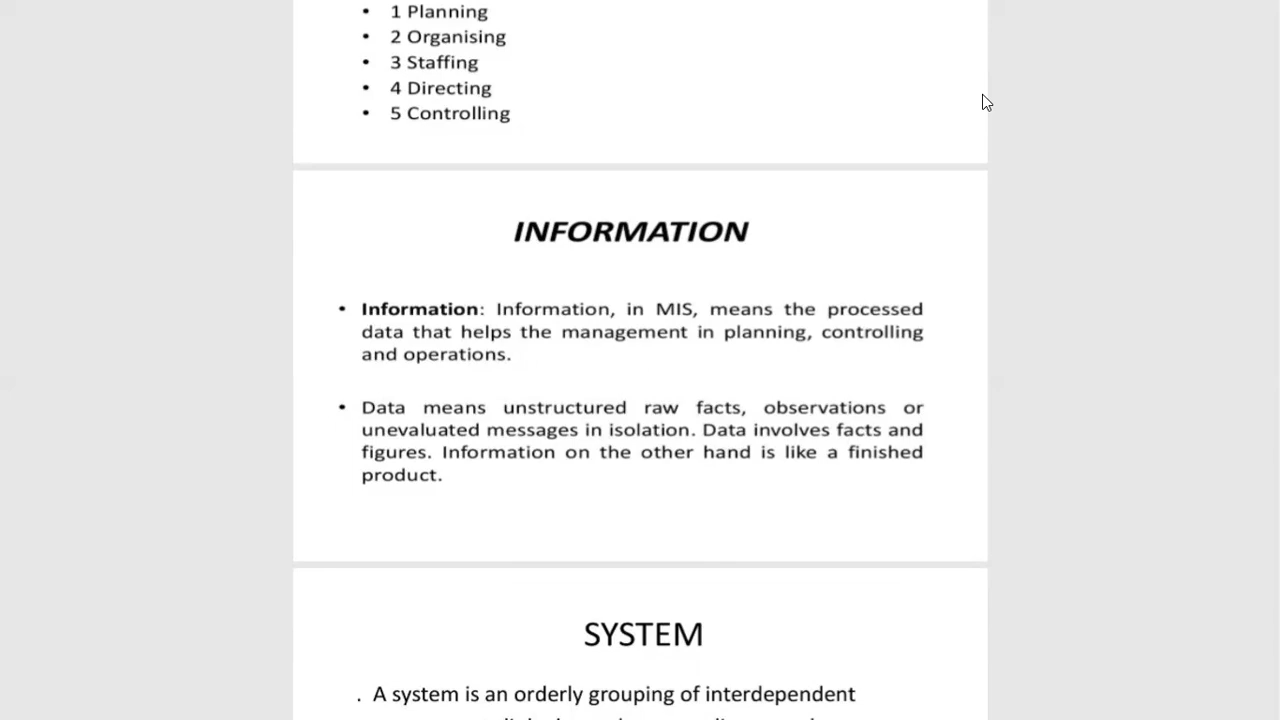 • 1 Planning
• 2 Organising
• 3 Staffing
• 4 Directing
• 5 Controlling
INFORMATION
• Information: Information, in MIS, means the processed
data that helps the management in planning, controlling
and operations.
• Data means unstructured raw facts, observations or
unevaluated messages in isolation. Data involves facts and
figures. Information on the other hand is like a finished
product.
SYSTEM
. A system is an orderly grouping of interdependent